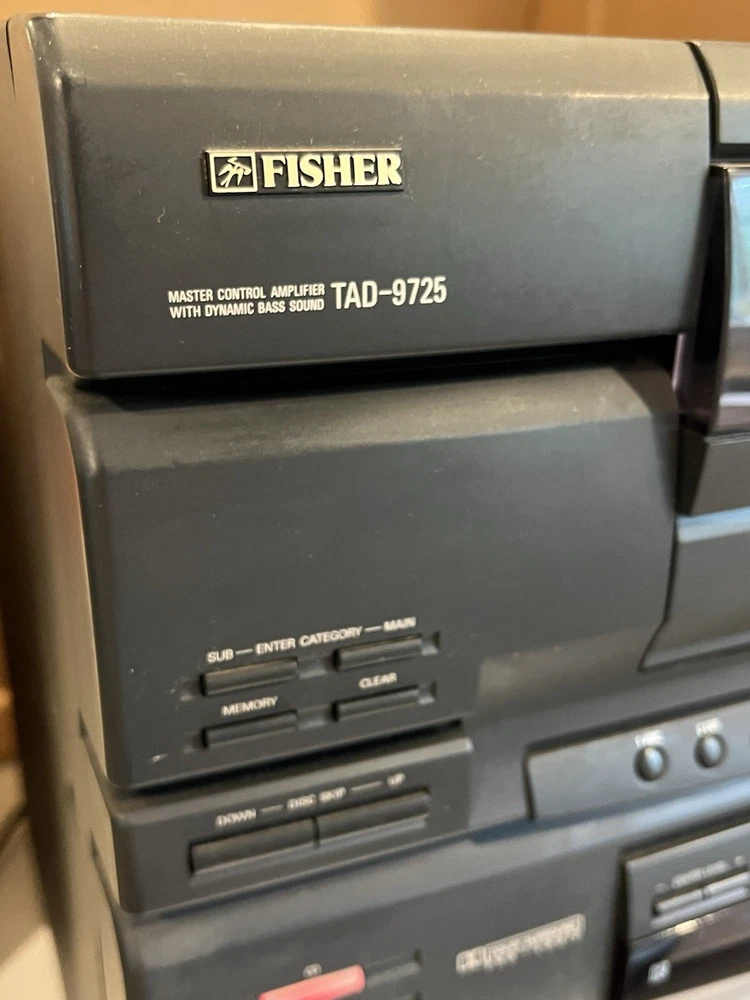 FISHER
MASTER CONTROL AMPLIFIER
WITH DYNAMIC BASS SOUND TAD-9725
SUB — ENTER CATEGORY — MAIN
MEMORY CLEAR
DOWN — DISC SKIP — UP